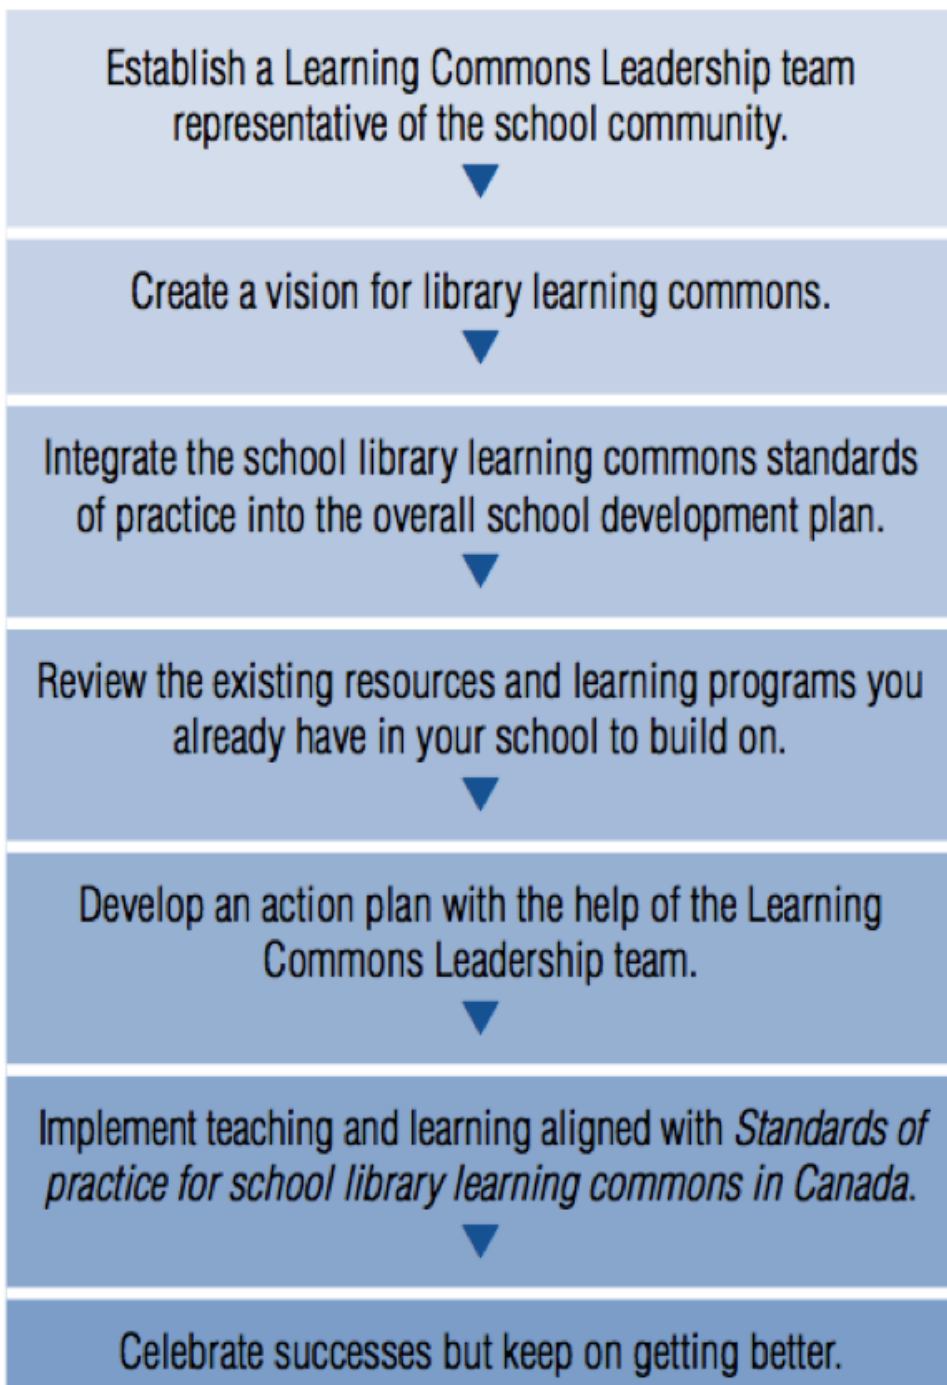 Establish a Learning Commons Leadership team
representative of the school community.
Create a vision for library learning commons.
Integrate the school library learning commons standards
of practice into the overall school development plan.
Review the existing resources and learning programs you
already have in your school to build on.
Develop an action plan with the help of the Learning
Commons Leadership team.
Implement teaching and learning aligned with Standards of
practice for school library learning commons in Canada.
Celebrate successes but keep on getting better.